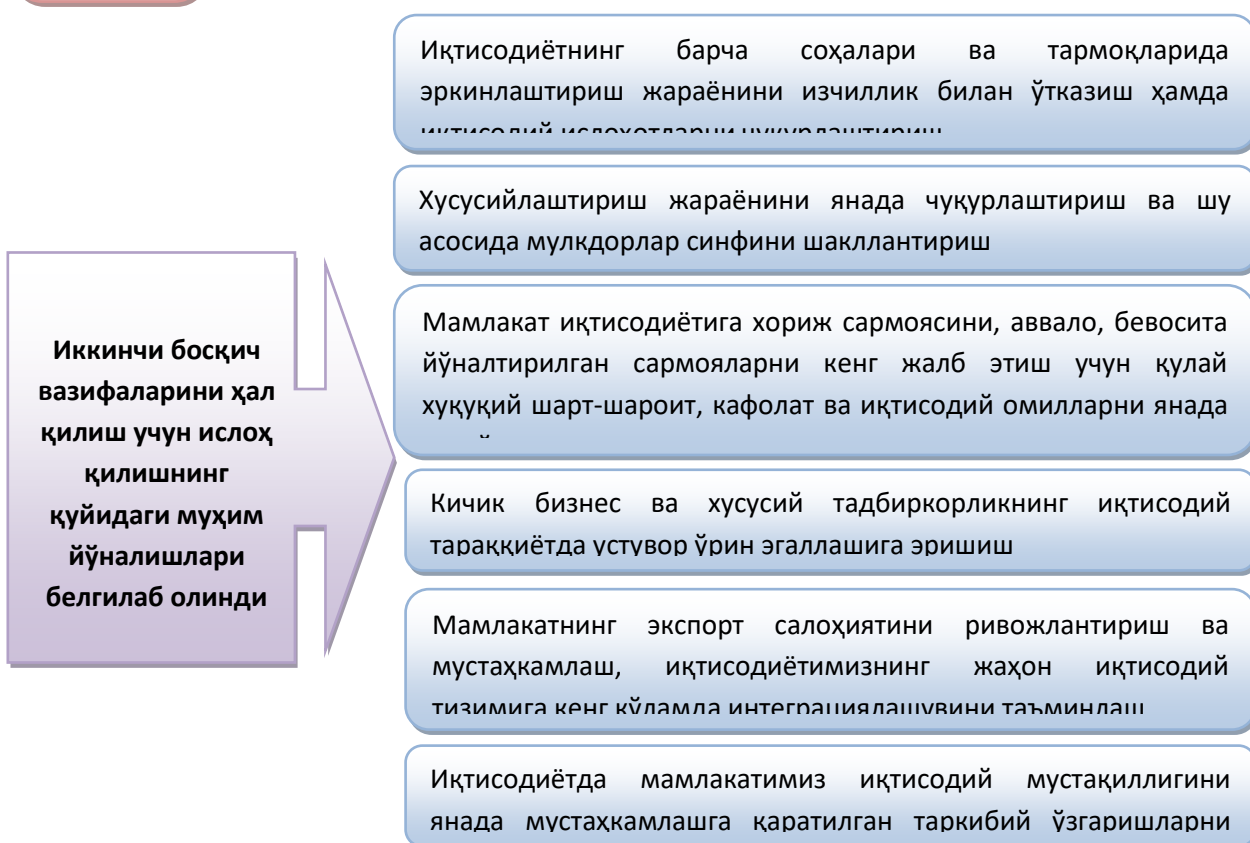 Иқтисодиётнинг барча соҳалари ва тармоқларида
эркинлаштириш жараёнини изчиллик билан ўтказиш ҳамда
иқтисодий ислоҳотларни чуқурлаштириш
Хусусийлаштириш жараёнини янада чуқурлаштириш ва шу
асосида мулкдорлар синфини шакллантириш
Иккинчи босқич
вазифаларини ҳал
қилиш учун ислоҳ
қилишнинг
қуйидаги муҳим
йўналишлари
белгилаб олинди
Мамлакат иқтисодиётига хориж сармоясини, аввало, бевосита
йўналтирилган сармояларни кенг жалб этиш учун қулай
хуқуқий шарт-шароит, кафолат ва иқтисодий омилларни янада
Кичик бизнес ва хусусий тадбиркорликнинг иқтисодий
тараққиётда устувор ўрин эгаллашига эришиш
Мамлакатнинг экспорт салоҳиятини ривожлантириш ва
мустаҳкамлаш, иқтисодиётимизнинг жаҳон иқтисодий
тизимига кенг кўламда интеграциялашувини таъминлаш
Иқтисодиётда мамлакатимиз иқтисодий мустақиллигини
янада мустаҳкамлашга қаратилган таркибий ўзгаришларни